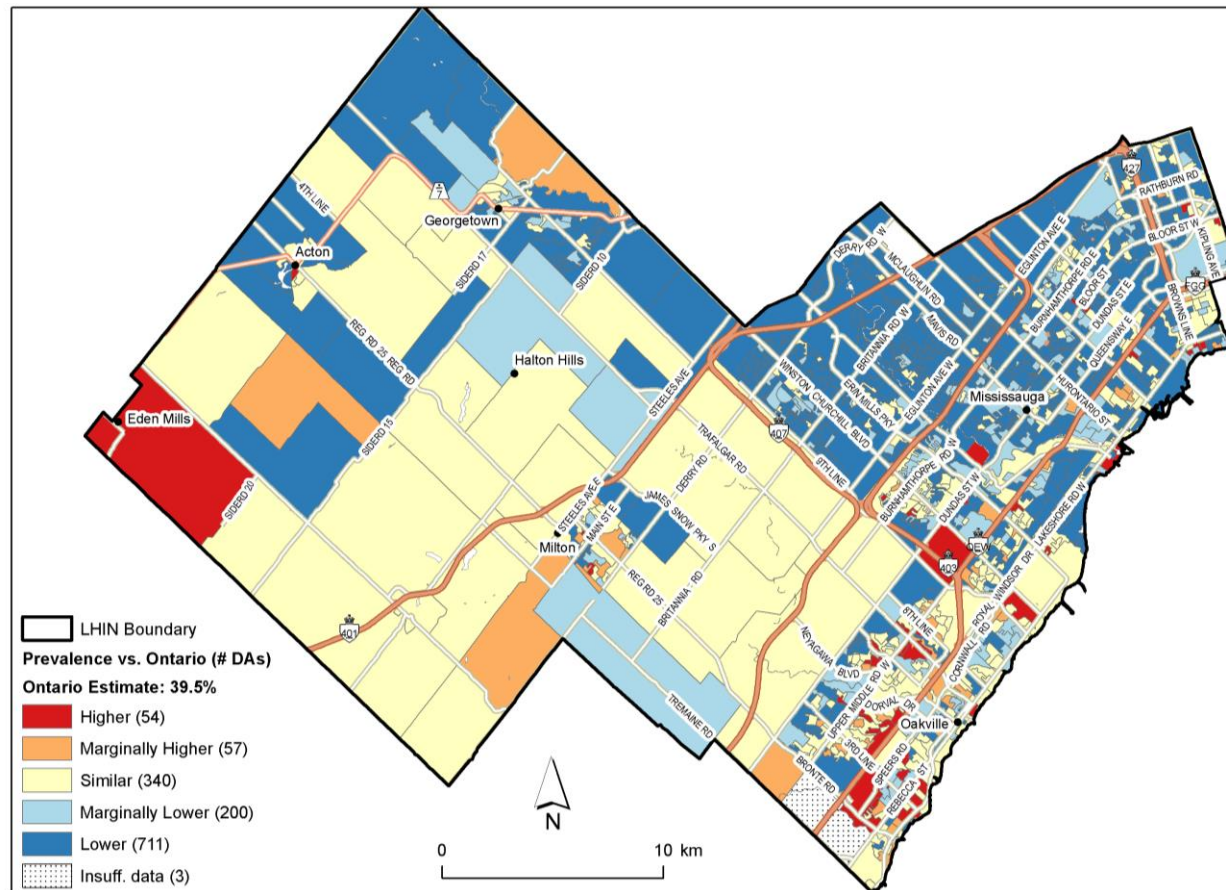 427
RATHBURN RD
BLOOR ST W
KIPLING AVE
EGC
BROWNS LINE
EGLINTON AVE E
BURNHAMTHORPE RD E
BLOOR ST
DUNDAS ST E
QUEENSWAY E
HURONTARIO ST
DERRY RD W
MCLAUGHLIN RD
MAVIS RD
BRITANNIA RD W
ERIN MILLS PKY
EGLINTON AVE W
WINSTON CHURCHILL BLVD
Mississauga
4TH LINE
7
Georgetown
Acton
SIDERD 17
SIDERD 10
REG RD 25 REG RD
Halton Hills
STEELES AVE
Eden Mills
SIDERD 15
SIDERD 20
TRAFALGAR RD
DERRY RD
407
9TH LINE
BURNHAMTHORPE RD W
DUNDAS ST W
LAKESHORE RD W
STEELES AVE E
MAIN ST E
JAMES SNOW PKY S
Milton
REG RD 25
BRITANNIA RD
QEW
403
ROYAL WINDSOR DR
CORNWALL RD
8TH LINE
NEYAGAWA BLVD
UPPER MIDDLE RD W
DORVAL DR
Oakville
3RD LINE
SPEERS RD
REBECCA ST
BRONTE RD
TREMAINE RD
401
LHIN Boundary
Prevalence vs. Ontario (# DAs)
Ontario Estimate: 39.5%
Higher (54)
Marginally Higher (57)
Similar (340)
Marginally Lower (200)
Lower (711)
Insuff. data (3)
N
0 10 km